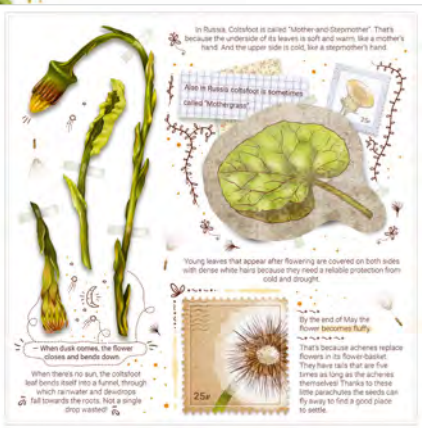 In Russia, Coltsfoot is called "Mother-and-Stepmother". That's
because the underside of its leaves is soft and warm, like a mother's
hand. And the upper side is cold, like a stepmother's hand.
Also in Russia coltsfoot is sometimes
called "Mothergrass".
25¢
Young leaves that appear after flowering are covered on both sides
with dense white hairs because they need a reliable protection from
cold and drought.
— When dusk comes, the flower
closes and bends down.
When there's no sun, the coltsfoot
leaf bends itself into a funnel, through
which rainwater and dewdrops
fall towards the roots. Not a single
drop wasted!
25
By the end of May the
flower becomes fluffy.
That's because achenes replace
flowers in its flower-basket.
They have tails that are five
times as long as the achenes
themselves! Thanks to these
little parachutes the seeds can
fly away to find a good place
to settle.